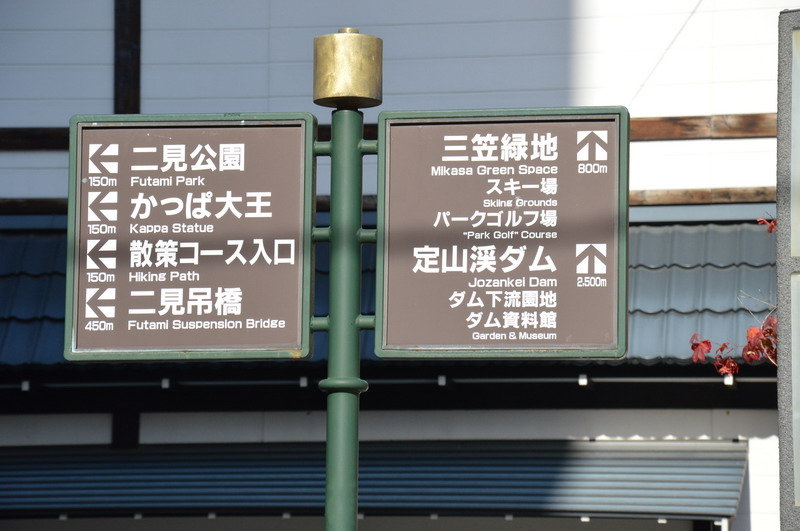 二見公園
150m Futami Park
かっぱ大王
150m Kappa Statue
散策コース入口
150m Hiking Path
二見吊橋
450m Futami Suspension Bridge
三笠緑地
Mikasa Green Space 800m
スキー場
Skiing Grounds
パークゴルフ場
"Park Golf" Course
定山渓ダム
Jozankei Dam 2,500m
ダム下流園地
ダム資料館
Garden & Museum